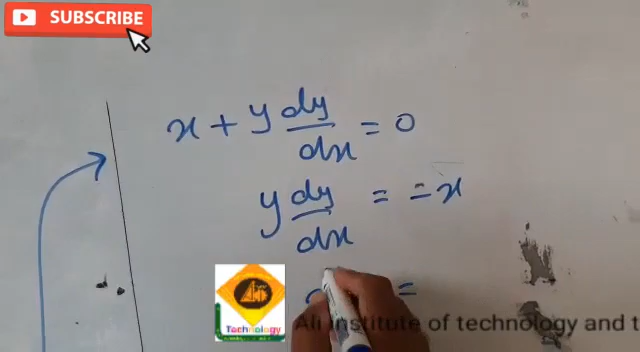 SUBSCRIBE
x + y dy/dx = 0
y dy/dx = -x
=
Technology
Ali institute of technology and t